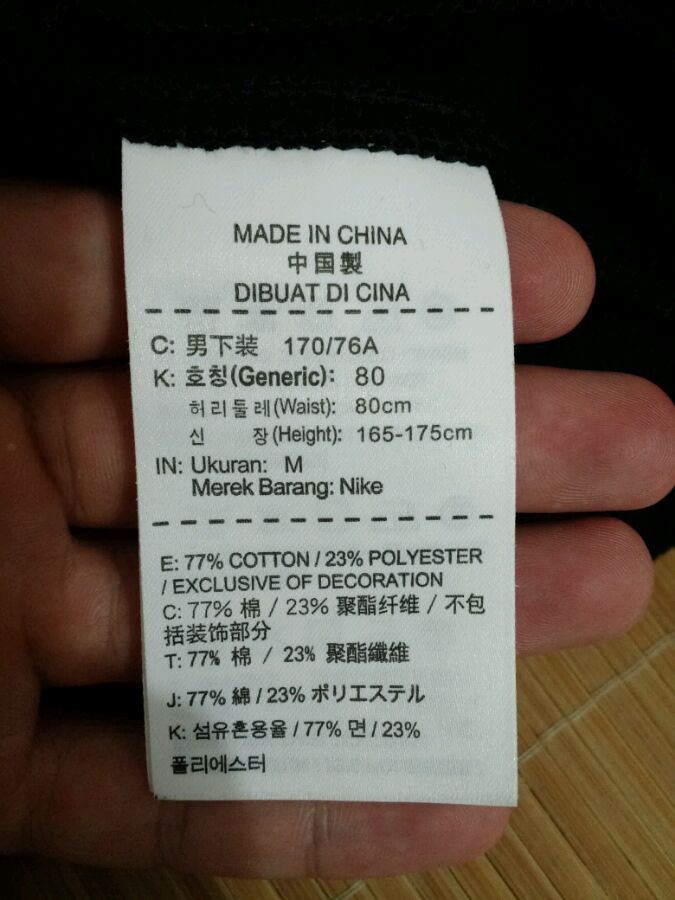 MADE IN CHINA
中国製
DIBUAT DI CINA
C: 男下装 170/76A
K: 호칭(Generic): 80
허리둘레(Waist): 80cm
신 장(Height): 165-175cm
IN: Ukuran: M
Merek Barang: Nike
E: 77% COTTON / 23% POLYESTER
/ EXCLUSIVE OF DECORATION
C: 77% 棉 / 23% 聚酯纤维 / 不包
括装饰部分
T: 77% 棉 / 23% 聚酯纖維
J: 77% 綿 / 23% ポリエステル
K: 섬유혼용율 / 77% 면 / 23%
폴리에스터